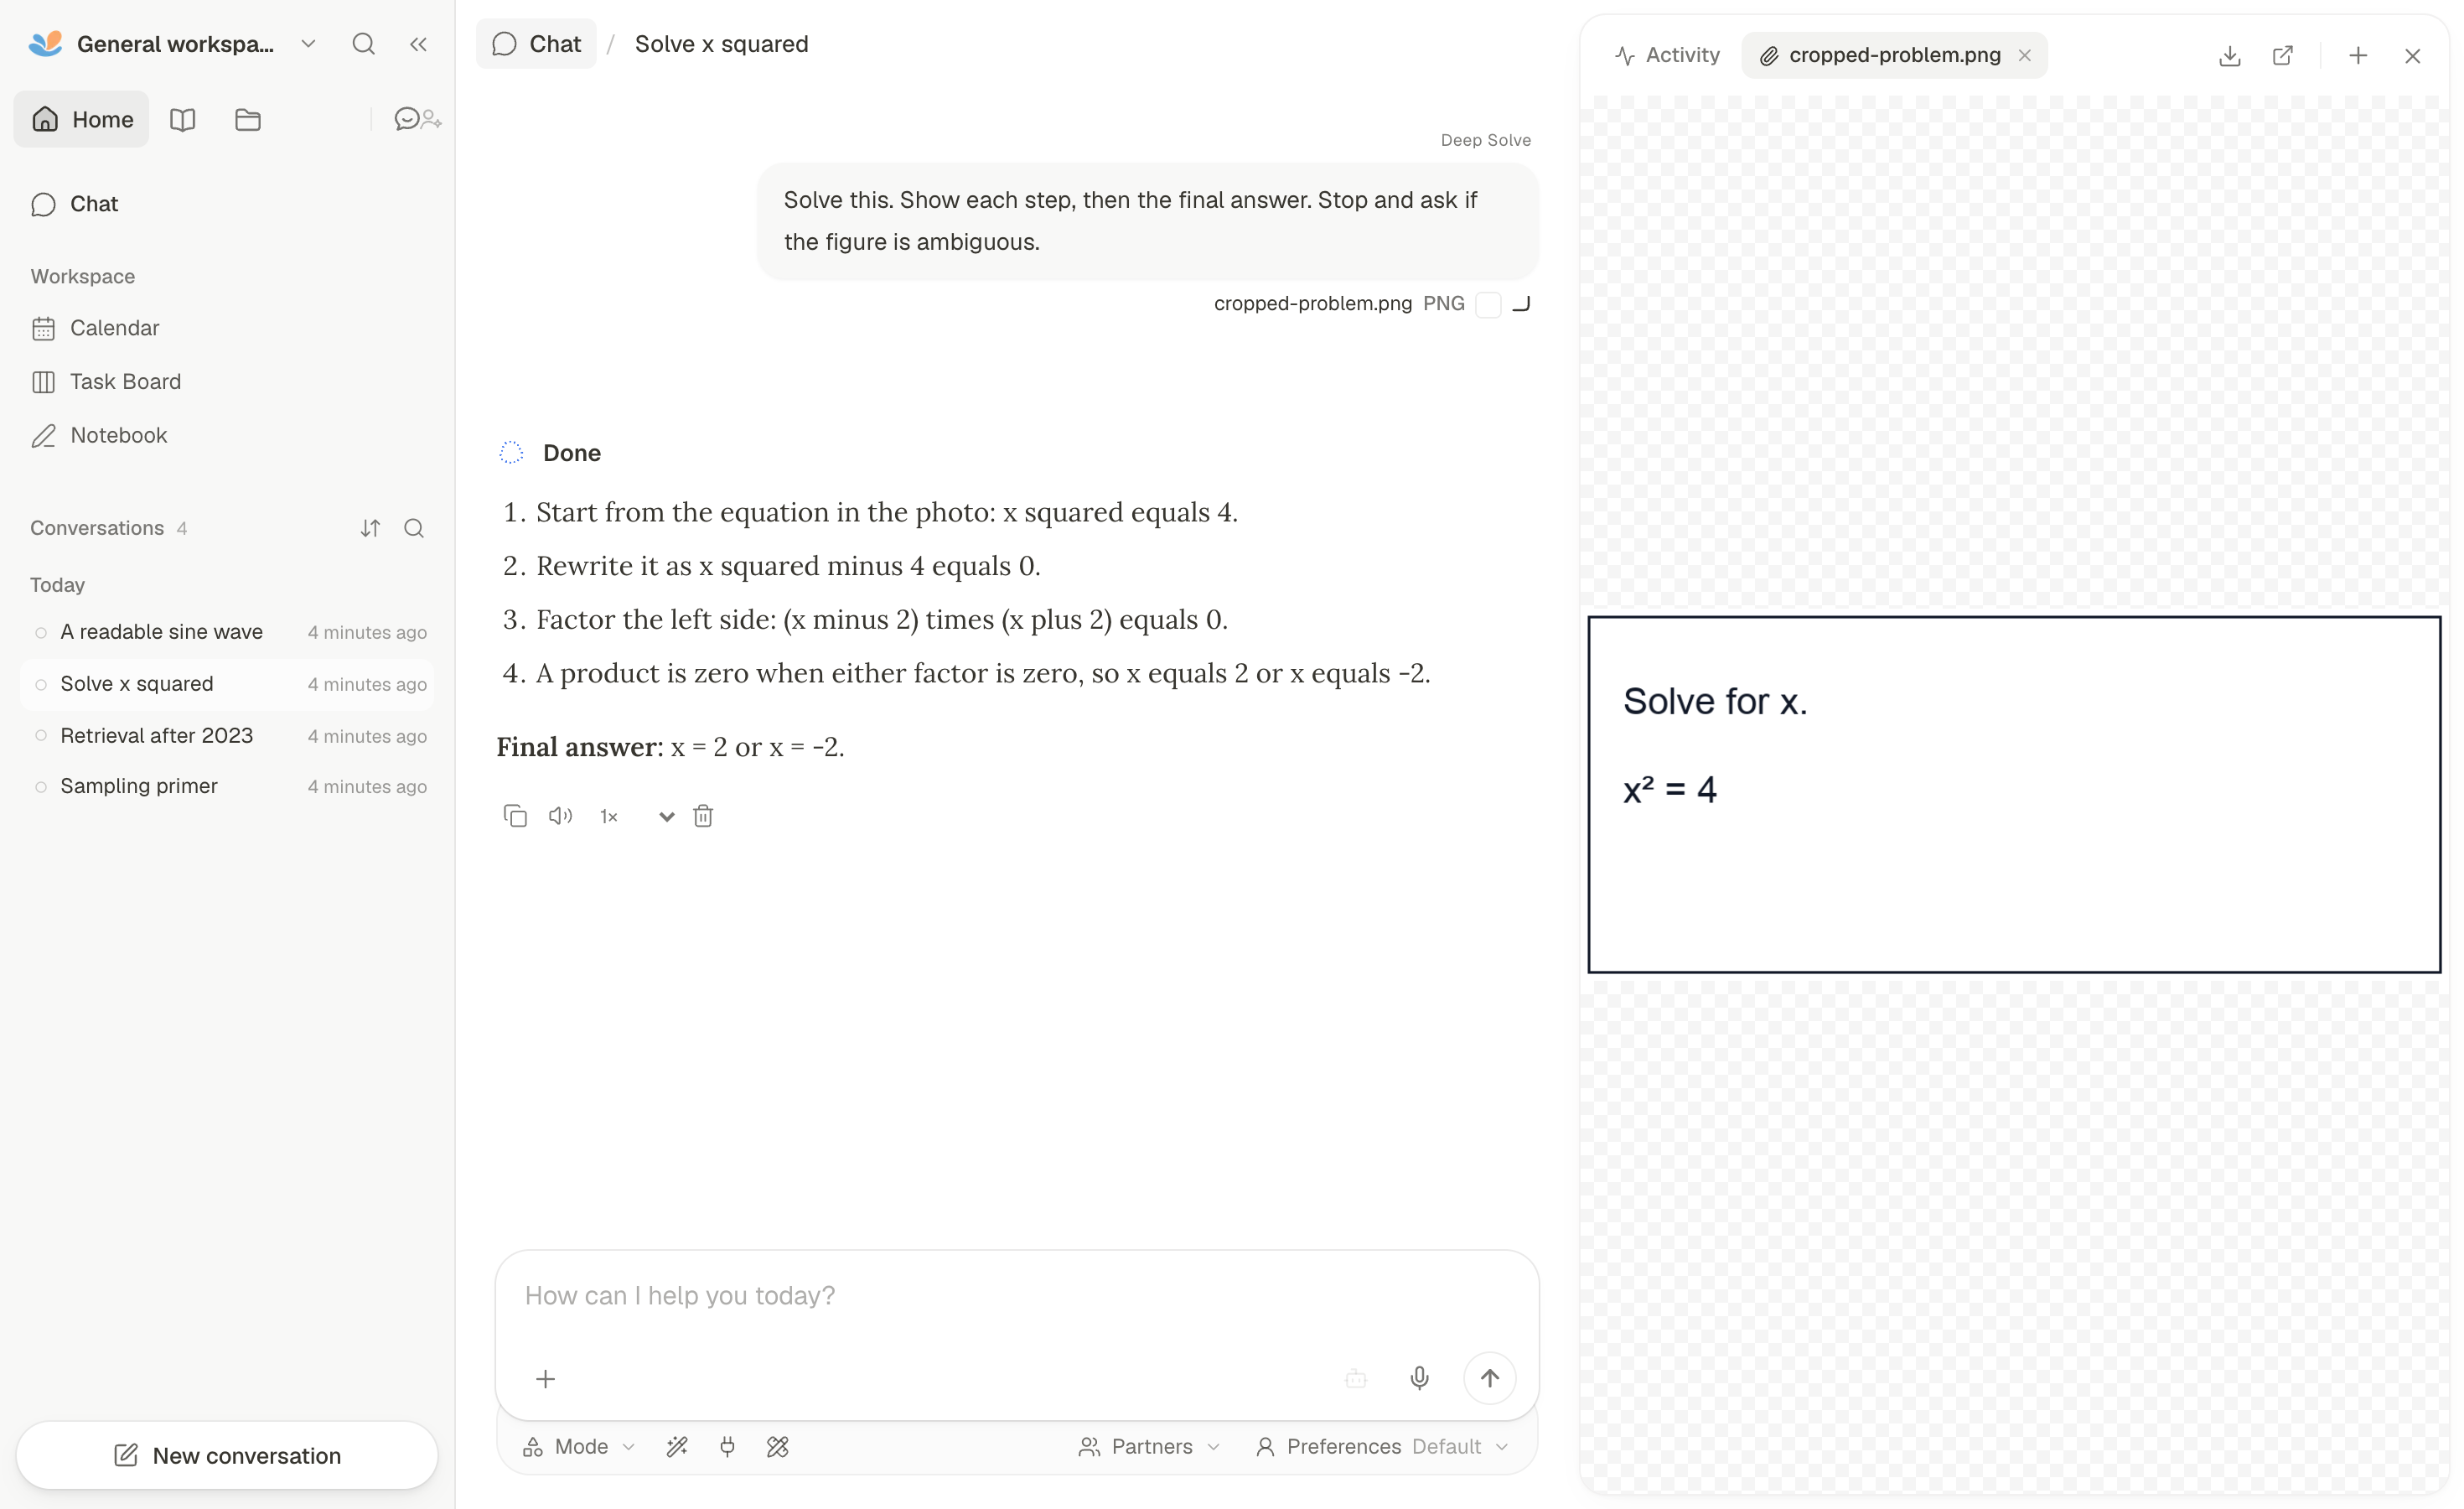 General workspa...
Home
Chat
Workspace
Calendar
Task Board
Notebook
Conversations 4
Today
A readable sine wave 4 minutes ago
Solve x squared 4 minutes ago
Retrieval after 2023 4 minutes ago
Sampling primer 4 minutes ago
New conversation
Chat / Solve x squared
Deep Solve
Solve this. Show each step, then the final answer. Stop and ask if
the figure is ambiguous.
cropped-problem.png PNG
Done
1. Start from the equation in the photo: x squared equals 4.
2. Rewrite it as x squared minus 4 equals 0.
3. Factor the left side: (x minus 2) times (x plus 2) equals 0.
4. A product is zero when either factor is zero, so x equals 2 or x equals -2.
Final answer: x = 2 or x = -2.
1×
How can I help you today?
Mode
Partners
Preferences Default
Activity
cropped-problem.png
Solve for x.
x² = 4